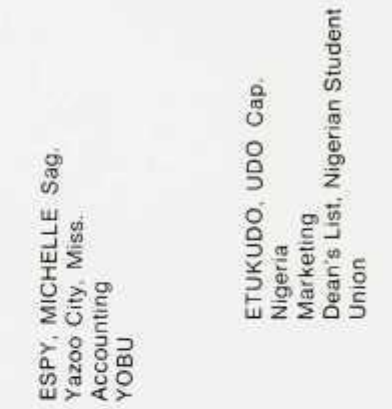 ESPY, MICHELLE Sag.
Yazoo City, Miss.
Accounting
YOBU
ETUKUDO, UDO Cap.
Nigeria
Marketing
Dean's List, Nigerian Student
Union